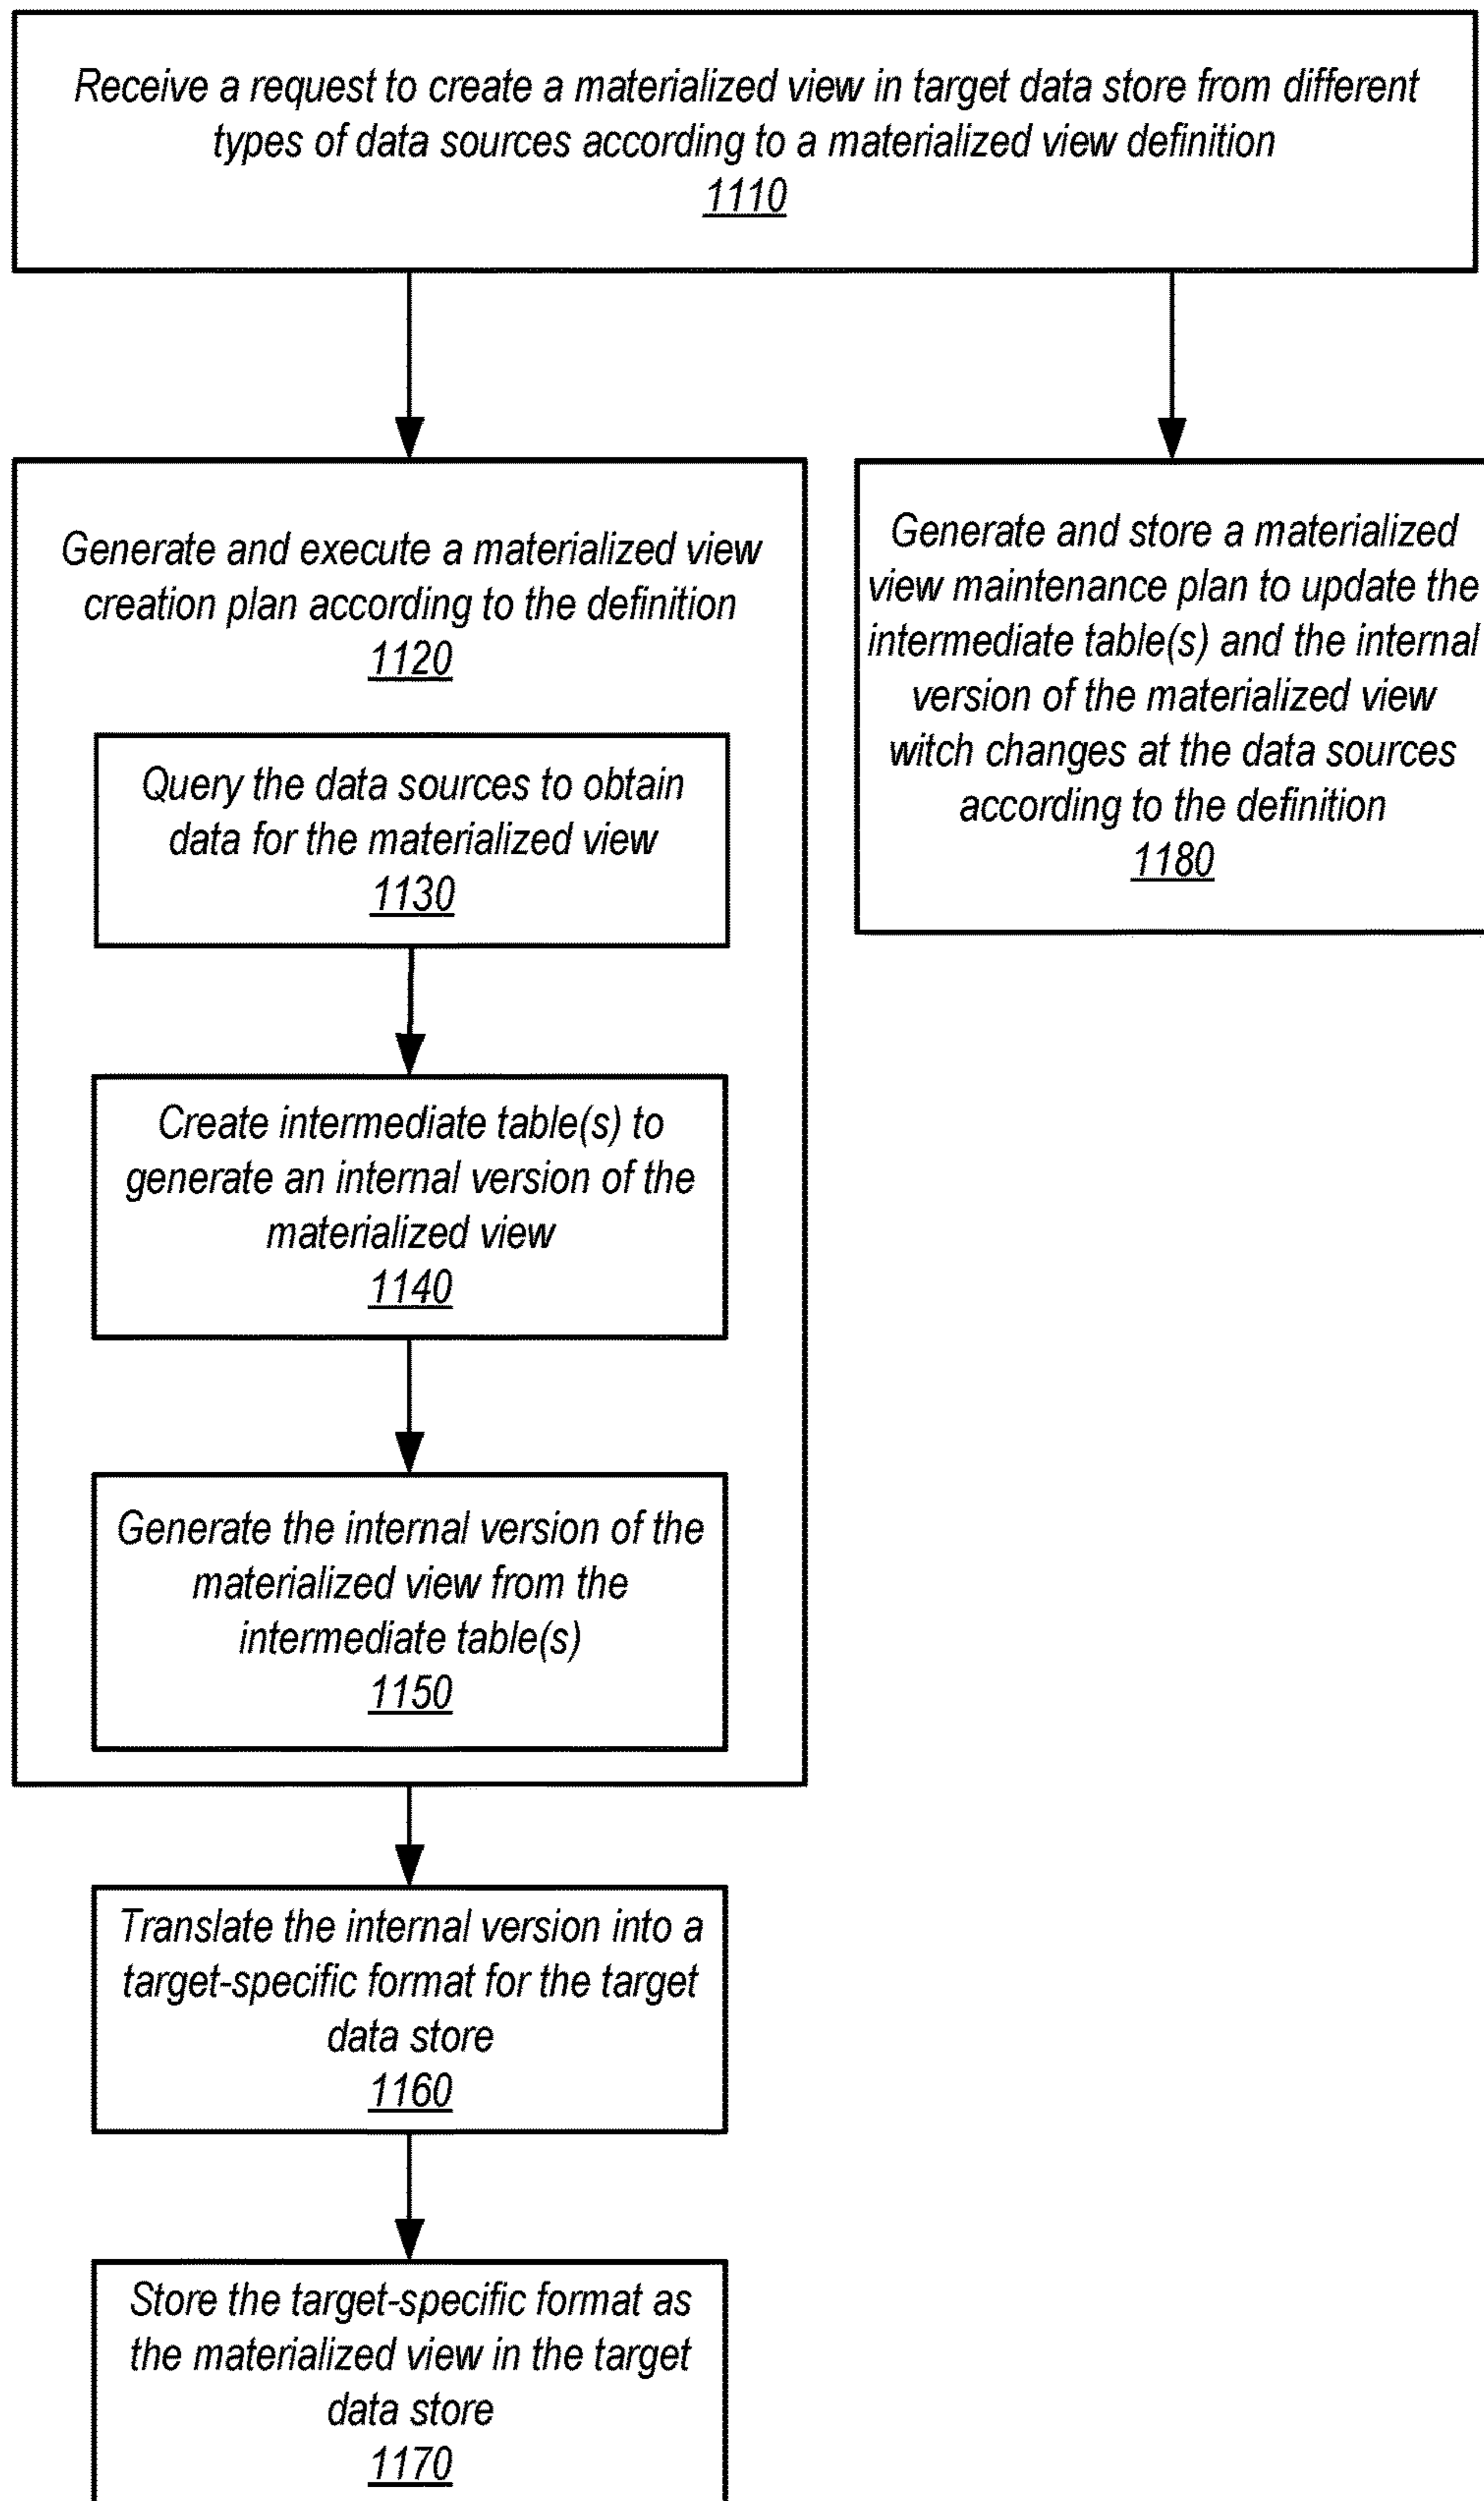 Receive a request to create a materialized view in target data store from different
types of data sources according to a materialized view definition
1110
Generate and execute a materialized view
creation plan according to the definition
1120
Query the data sources to obtain
data for the materialized view
1130
Create intermediate table(s) to
generate an internal version of the
materialized view
1140
Generate the internal version of the
materialized view from the
intermediate table(s)
1150
Translate the internal version into a
target-specific format for the target
data store
1160
Store the target-specific format as
the materialized view in the target
data store
1170
Generate and store a materialized
view maintenance plan to update the
intermediate table(s) and the internal
version of the materialized view
witch changes at the data sources
according to the definition
1180